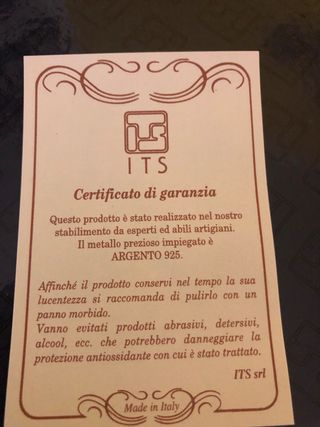 ITS
Certificato di garanzia
Questo prodotto è stato realizzato nel nostro
stabilimento da esperti ed abili artigiani.
Il metallo prezioso impiegato è
ARGENTO 925.
Affinché il prodotto conservi nel tempo la sua
lucentezza si raccomanda di pulirlo con un
panno morbido.
Vanno evitati prodotti abrasivi, detersivi,
alcool, ecc. che potrebbero danneggiare la
protezione antiossidante con cui è stato trattato.
ITS srl
Made in Italy